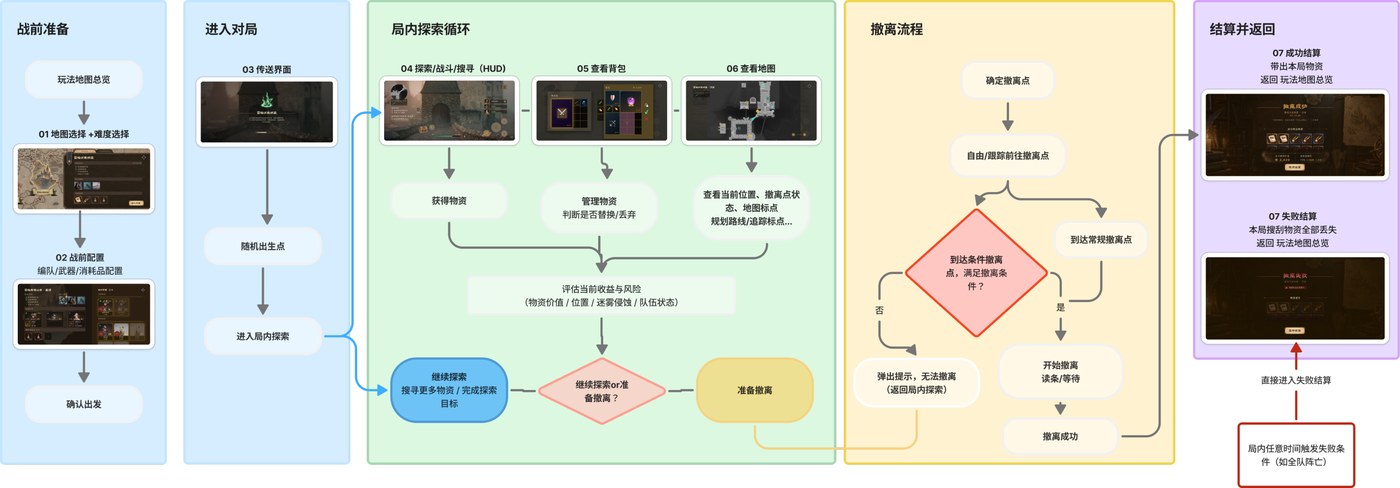 战前准备
玩法地图总览
01 地图选择 +难度选择
02 战前配置
编队/武器/消耗品配置
确认出发
进入对局
03 传送界面
随机出生点
进入局内探索
局内探索循环
04 探索/战斗/搜寻（HUD)
05 查看背包
06 查看地图
获得物资
管理物资
判断是否替换/丢弃
查看当前位置、撤离点状
态、地图标点
规划路线/追踪标点...
评估当前收益与风险
（物资价值 / 位置 / 迷雾侵蚀 / 队伍状态）
继续探索
搜寻更多物资 / 完成探索
目标
继续探索or准
备撤离？
准备撤离
撤离流程
确定撤离点
自由/跟踪前往撤离点
到达条件撤离
点，满足撤离条
件？
到达常规撤离点
否
是
弹出提示，无法撤离
（返回局内探索）
开始撤离
读条/等待
撤离成功
结算并返回
07 成功结算
带出本局物资
返回 玩法地图总览
撤离成功
07 失败结算
本局搜刮物资全部丢失
返回 玩法地图总览
撤离失败
直接进入失败结算
局内任意时间触发失败条
件（如全队阵亡）